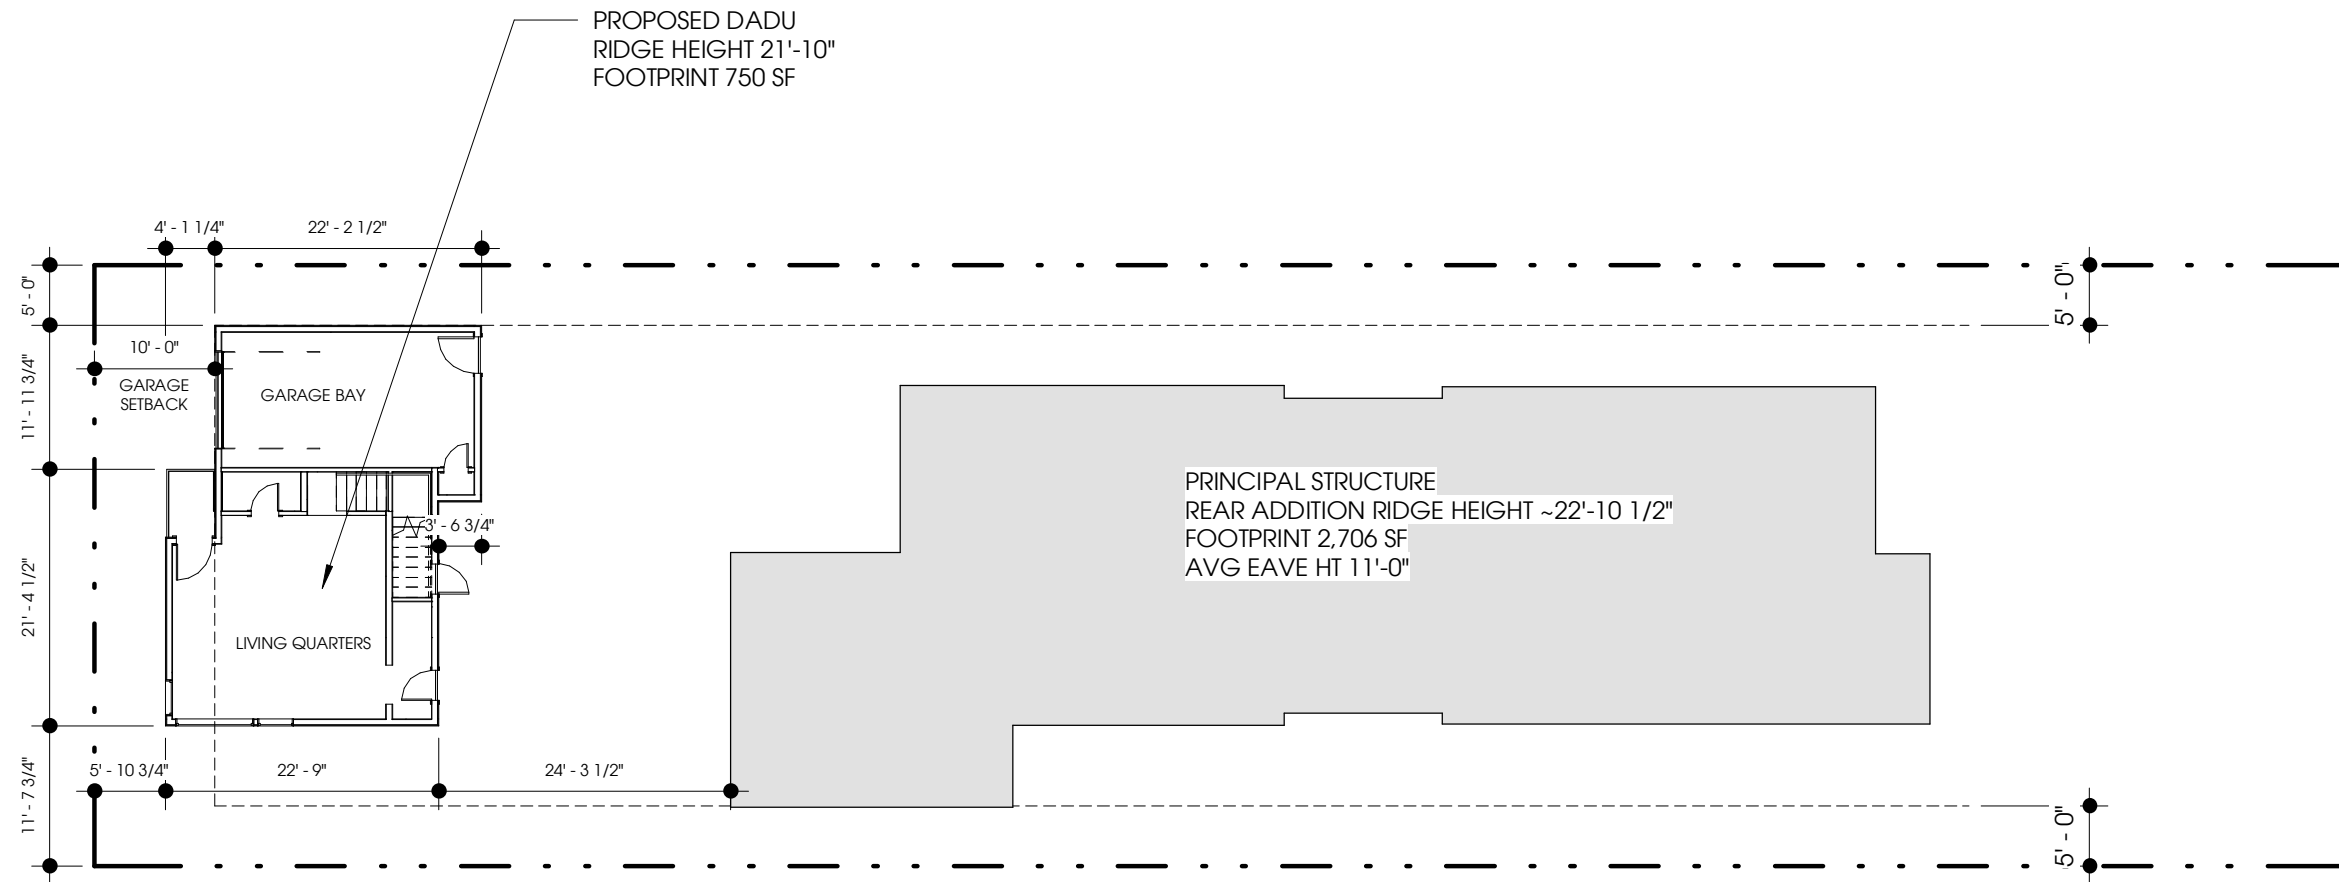 PROPOSED DADU
RIDGE HEIGHT 21'-10"
FOOTPRINT 750 SF
4' - 1 1/4"
22' - 2 1/2"
5' - 0"
5' - 0"
10' - 0"
GARAGE
SETBACK
GARAGE BAY
11' - 11 3/4"
PRINCIPAL STRUCTURE
REAR ADDITION RIDGE HEIGHT ~22'-10 1/2"
FOOTPRINT 2,706 SF
AVG EAVE HT 11'-0"
3' - 6 3/4"
21' - 4 1/2"
LIVING QUARTERS
5' - 10 3/4"
22' - 9"
24' - 3 1/2"
11' - 7 3/4"
5' - 0"